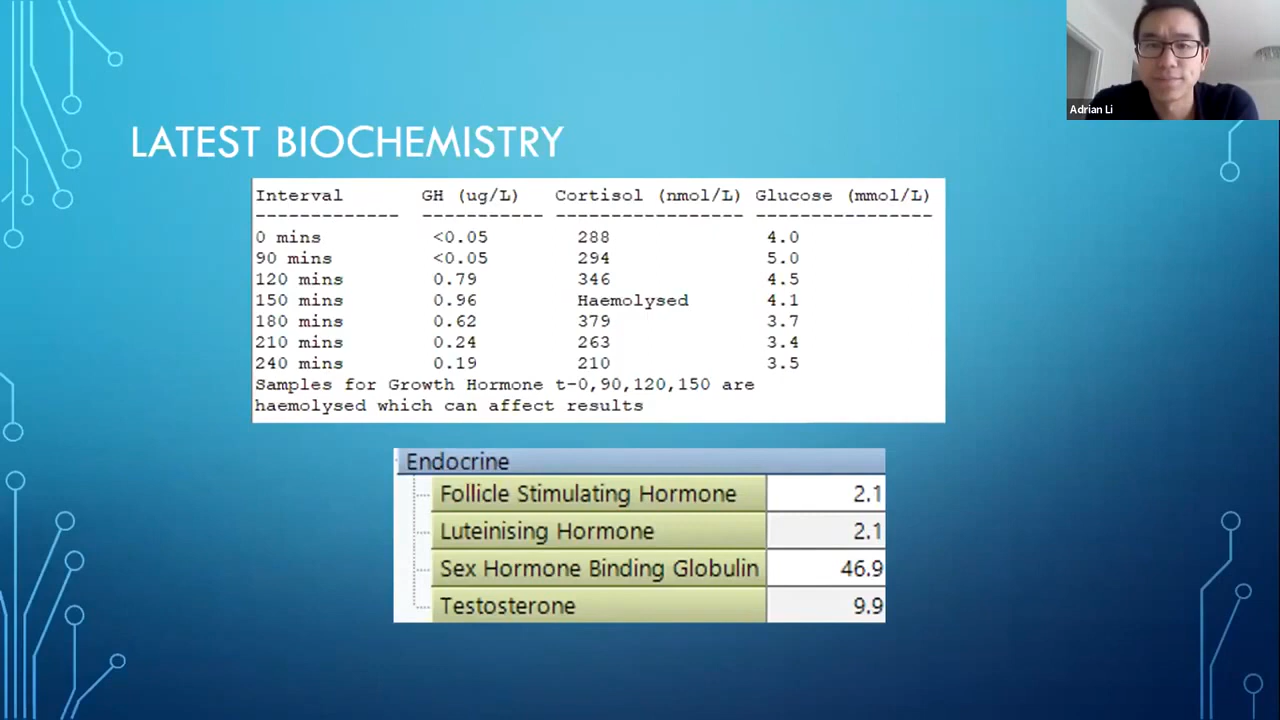 Adrian Li
LATEST BIOCHEMISTRY
Interval GH (ug/L) Cortisol (nmol/L) Glucose (mmol/L)
------------- ----------- ----------------- ----------------
0 mins <0.05 288 4.0
90 mins <0.05 294 5.0
120 mins 0.79 346 4.5
150 mins 0.96 Haemolysed 4.1
180 mins 0.62 379 3.7
210 mins 0.24 263 3.4
240 mins 0.19 210 3.5
Samples for Growth Hormone t-0,90,120,150 are
haemolysed which can affect results
Endocrine
Follicle Stimulating Hormone 2.1
Luteinising Hormone 2.1
Sex Hormone Binding Globulin 46.9
Testosterone 9.9